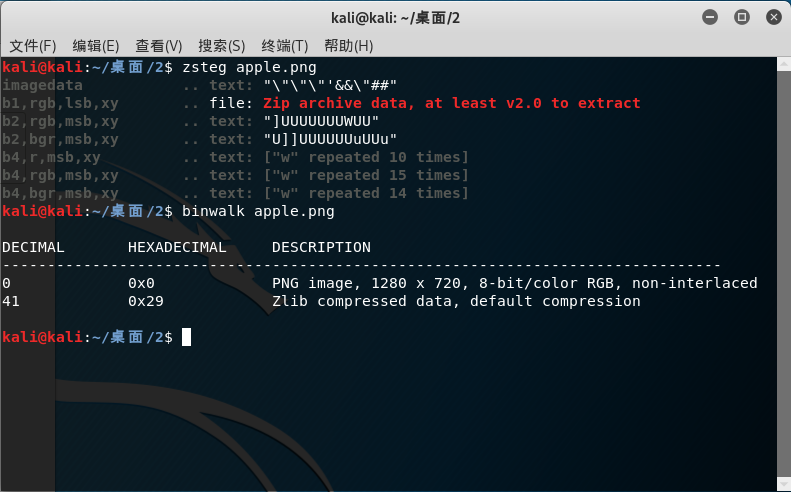 kali@kali: ~/桌面/2
文件(F) 编辑(E) 查看(V) 搜索(S) 终端(T) 帮助(H)
kali@kali:~/桌面/2$ zsteg apple.png
imagedata           .. text: "\"\"\"\"'&&\"##"
b1,rgb,lsb,xy       .. file: Zip archive data, at least v2.0 to extract
b2,rgb,msb,xy       .. text: "]UUUUUUUWUU"
b2,bgr,msb,xy       .. text: "U]]UUUUUUuUUu"
b4,r,msb,xy         .. text: ["w" repeated 10 times]
b4,rgb,msb,xy       .. text: ["w" repeated 15 times]
b4,bgr,msb,xy       .. text: ["w" repeated 14 times]
kali@kali:~/桌面/2$ binwalk apple.png
DECIMAL       HEXADECIMAL     DESCRIPTION
--------------------------------------------------------------------------------
0             0x0             PNG image, 1280 x 720, 8-bit/color RGB, non-interlaced
41            0x29            Zlib compressed data, default compression
kali@kali:~/桌面/2$